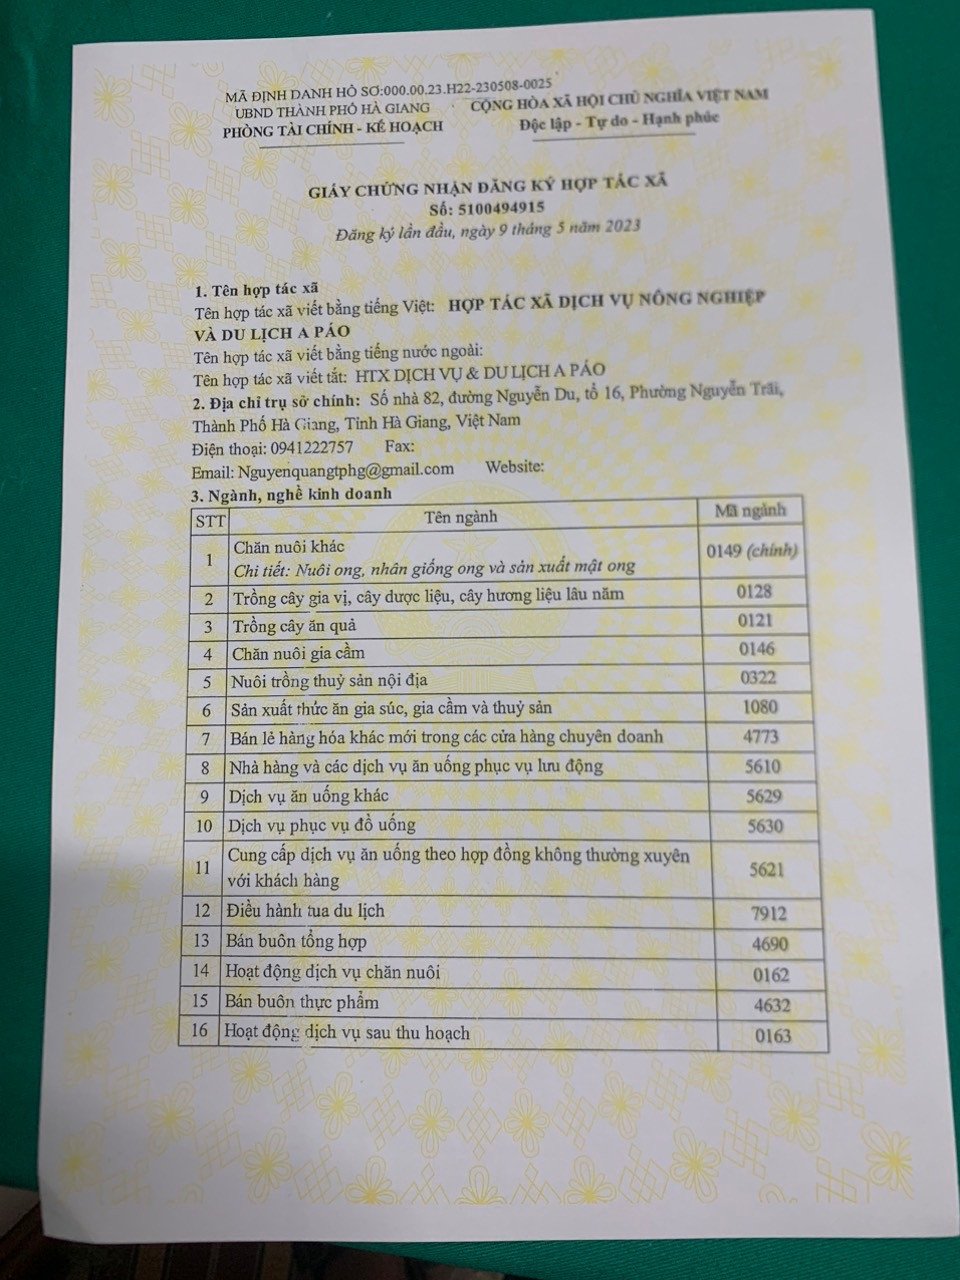 MÃ ĐỊNH DANH HỒ SƠ:000.00.23.H22-230508-0025
UBND THÀNH PHỐ HÀ GIANG
PHÒNG TÀI CHÍNH - KẾ HOẠCH
CỘNG HÒA XÃ HỘI CHỦ NGHĨA VIỆT NAM
Độc lập - Tự do - Hạnh phúc
GIẤY CHỨNG NHẬN ĐĂNG KÝ HỢP TÁC XÃ
Số: 5100494915
Đăng ký lần đầu, ngày 9 tháng 5 năm 2023
1. Tên hợp tác xã
Tên hợp tác xã viết bằng tiếng Việt: HỢP TÁC XÃ DỊCH VỤ NÔNG NGHIỆP
VÀ DU LỊCH A PÁO
Tên hợp tác xã viết bằng tiếng nước ngoài:
Tên hợp tác xã viết tắt: HTX DỊCH VỤ & DU LỊCH A PÁO
2. Địa chỉ trụ sở chính: Số nhà 82, đường Nguyễn Du, tổ 16, Phường Nguyễn Trãi,
Thành Phố Hà Giang, Tỉnh Hà Giang, Việt Nam
Điện thoại: 0941222757 Fax:
Email: Nguyenquangtphg@gmail.com Website:
3. Ngành, nghề kinh doanh
STT Tên ngành Mã ngành
1 Chăn nuôi khác 0149 (chính)
Chi tiết: Nuôi ong, nhân giống ong và sản xuất mật ong
2 Trồng cây gia vị, cây dược liệu, cây hương liệu lâu năm 0128
3 Trồng cây ăn quả 0121
4 Chăn nuôi gia cầm 0146
5 Nuôi trồng thuỷ sản nội địa 0322
6 Sản xuất thức ăn gia súc, gia cầm và thuỷ sản 1080
7 Bán lẻ hàng hóa khác mới trong các cửa hàng chuyên doanh 4773
8 Nhà hàng và các dịch vụ ăn uống phục vụ lưu động 5610
9 Dịch vụ ăn uống khác 5629
10 Dịch vụ phục vụ đồ uống 5630
11 Cung cấp dịch vụ ăn uống theo hợp đồng không thường xuyên
với khách hàng 5621
12 Điều hành tua du lịch 7912
13 Bán buôn tổng hợp 4690
14 Hoạt động dịch vụ chăn nuôi 0162
15 Bán buôn thực phẩm 4632
16 Hoạt động dịch vụ sau thu hoạch 0163